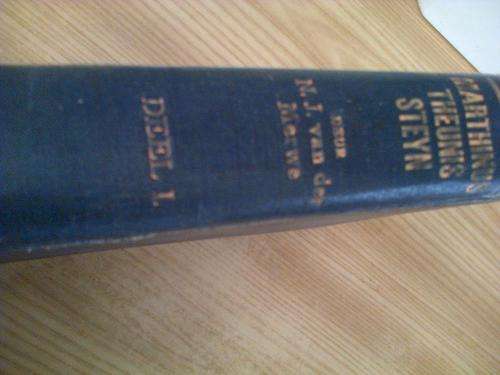 MARTHINUS
THEUNIS
STEYN
DEUR
N. J. van der
Merwe
DEEL I.